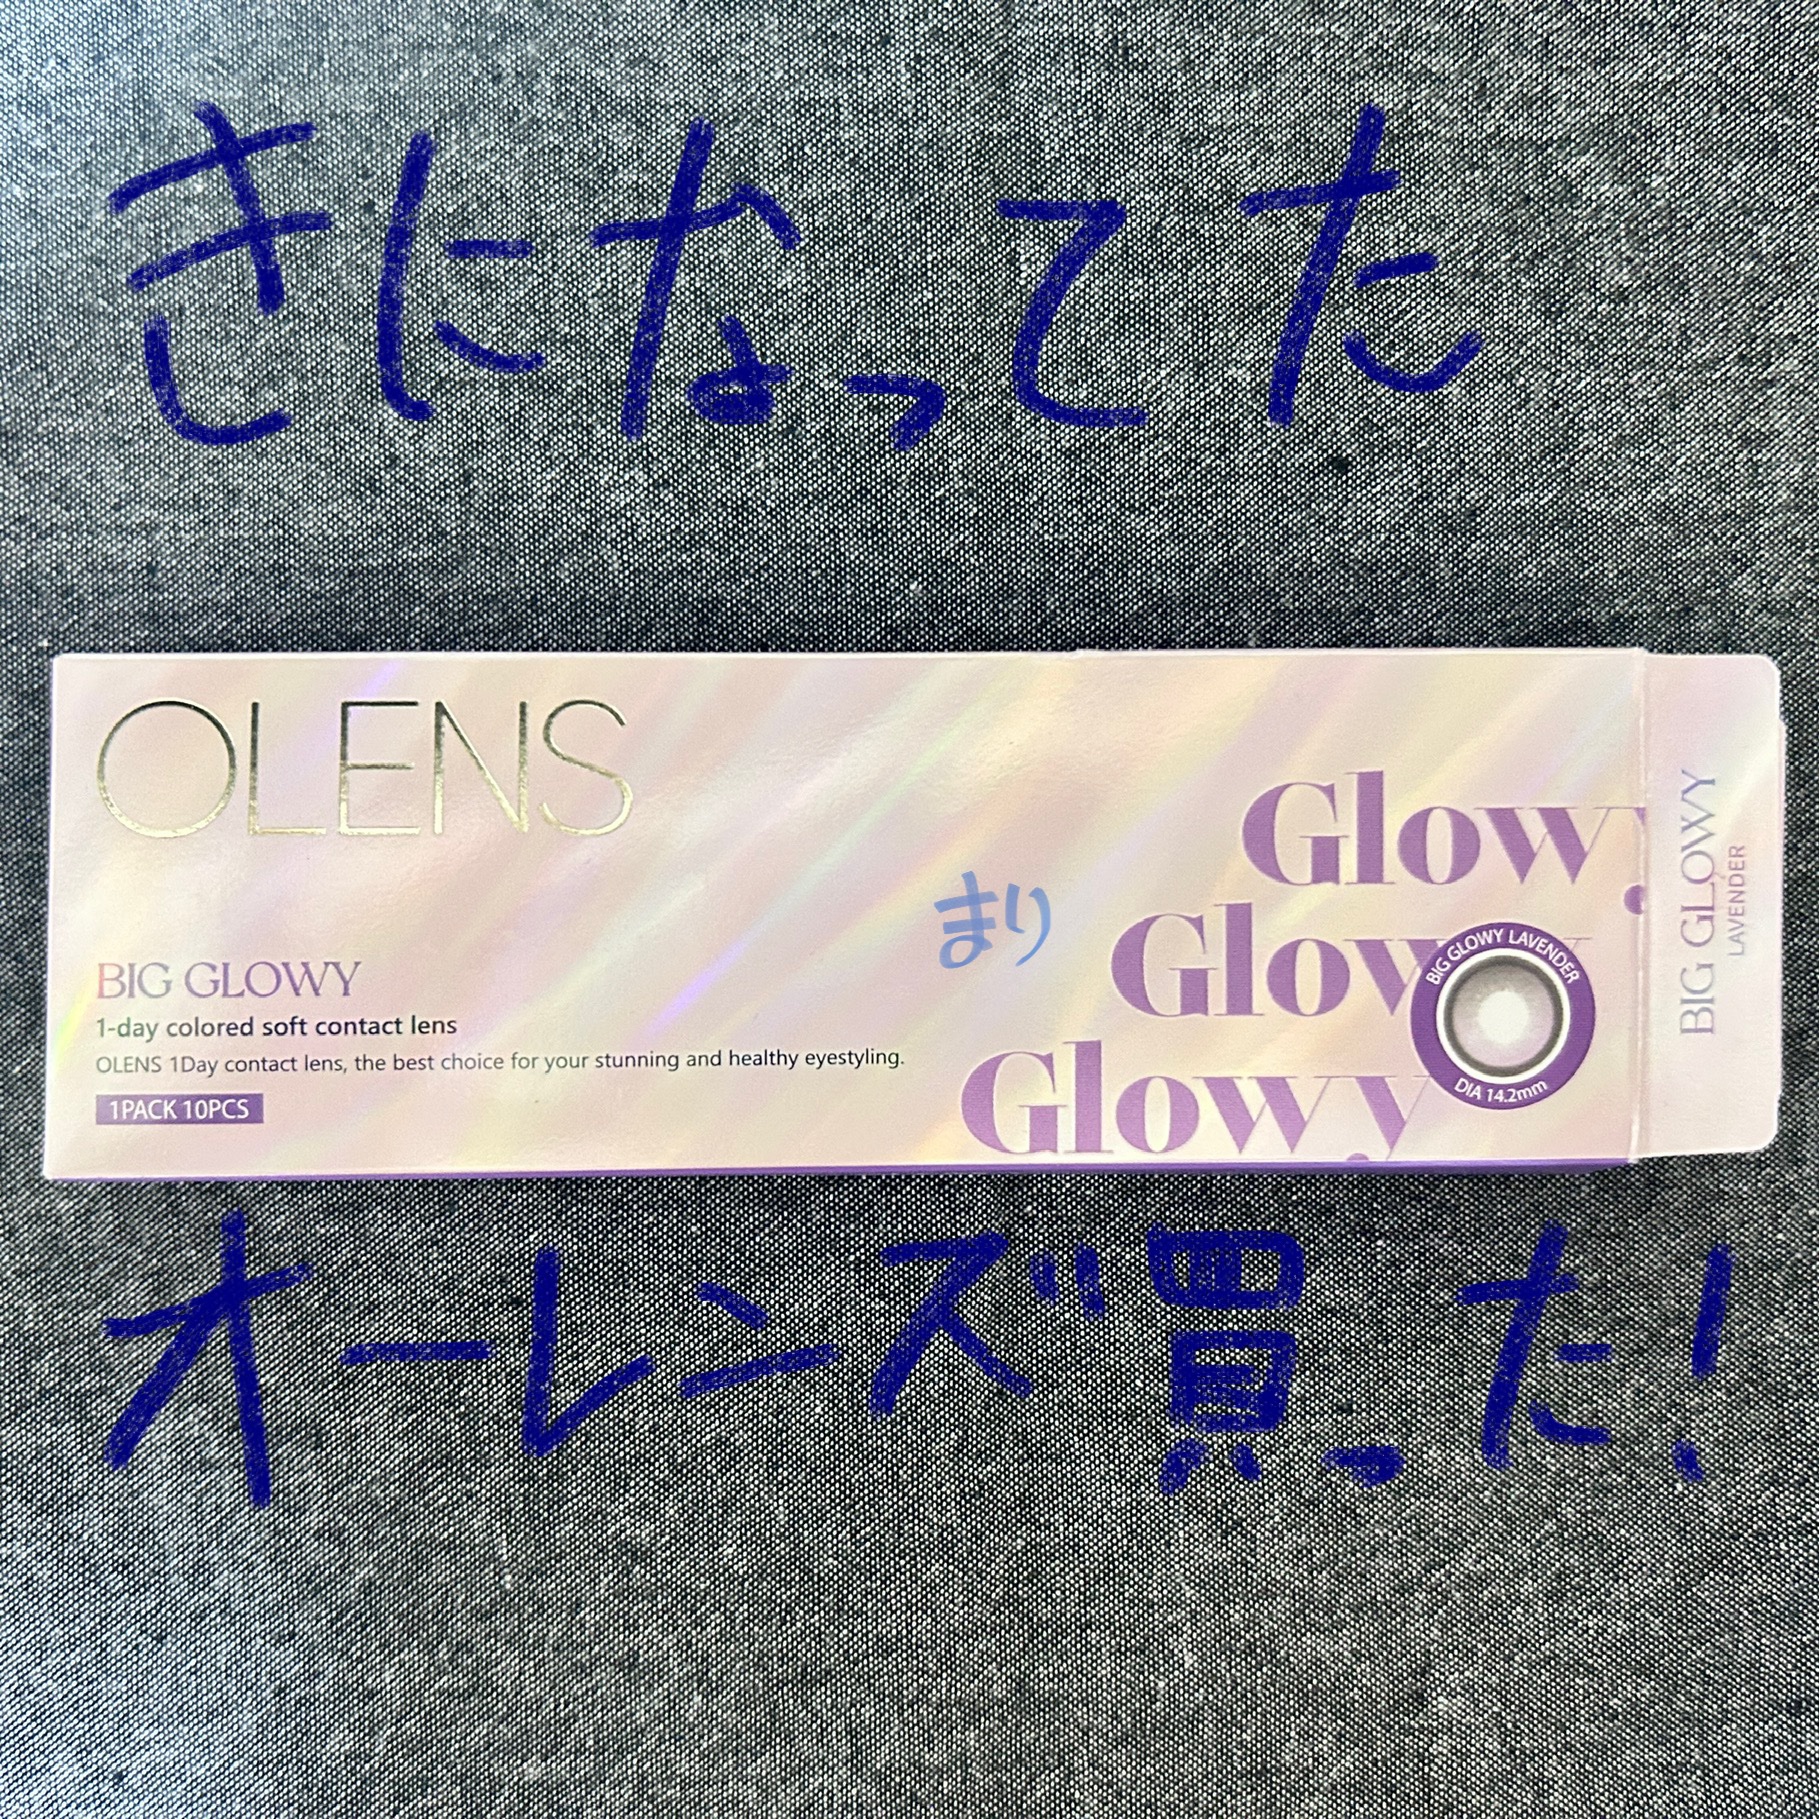 きになってた
OLENS
Glowy
まり
Glowy
BIG GLOWY LAVENDER
DIA 14.2mm
BIG GLOWY
LAVENDER
BIG GLOWY
1-day colored soft contact lens
OLENS 1Day contact lens, the best choice for your stunning and healthy eyestyling.
1PACK 10PCS
Glowy
オーレンズ買った!